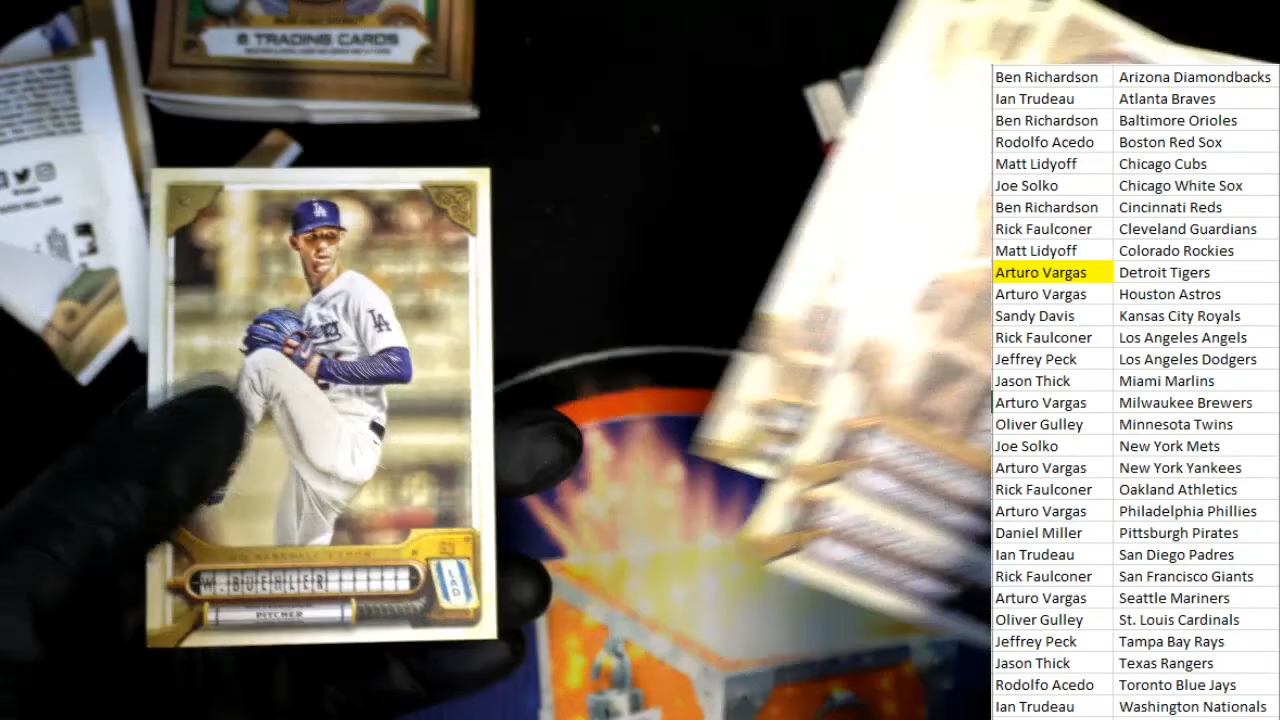 8 TRADING CARDS
LA
LA
W. BUEHLER
LAD
PITCHER
Ben Richardson Arizona Diamondbacks
Ian Trudeau Atlanta Braves
Ben Richardson Baltimore Orioles
Rodolfo Acedo Boston Red Sox
Matt Lidyoff Chicago Cubs
Joe Solko Chicago White Sox
Ben Richardson Cincinnati Reds
Rick Faulconer Cleveland Guardians
Matt Lidyoff Colorado Rockies
Arturo Vargas Detroit Tigers
Arturo Vargas Houston Astros
Sandy Davis Kansas City Royals
Rick Faulconer Los Angeles Angels
Jeffrey Peck Los Angeles Dodgers
Jason Thick Miami Marlins
Arturo Vargas Milwaukee Brewers
Oliver Gulley Minnesota Twins
Joe Solko New York Mets
Arturo Vargas New York Yankees
Rick Faulconer Oakland Athletics
Arturo Vargas Philadelphia Phillies
Daniel Miller Pittsburgh Pirates
Ian Trudeau San Diego Padres
Rick Faulconer San Francisco Giants
Arturo Vargas Seattle Mariners
Oliver Gulley St. Louis Cardinals
Jeffrey Peck Tampa Bay Rays
Jason Thick Texas Rangers
Rodolfo Acedo Toronto Blue Jays
Ian Trudeau Washington Nationals